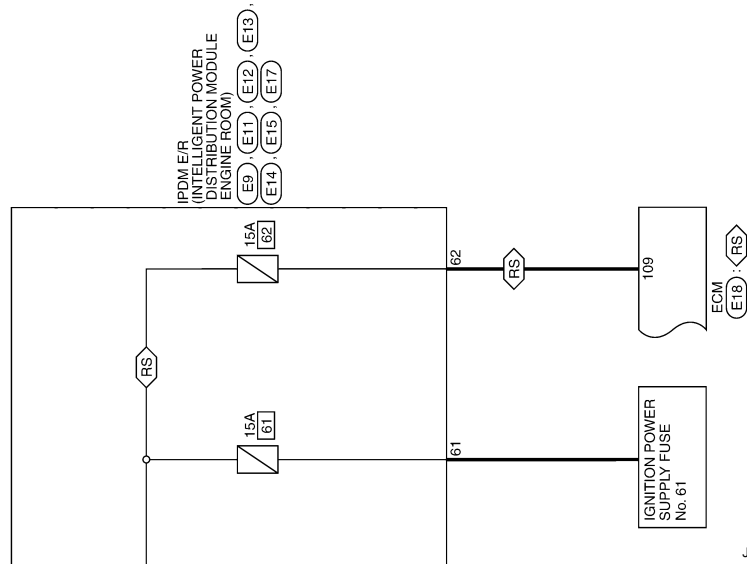 IPDM E/R
(INTELLIGENT POWER
DISTRIBUTION MODULE
ENGINE ROOM)
E9 , E11 , E12 , E13 ,
E14 , E15 , E17
15A
62
RS
15A
61
62
RS
109
ECM
E18 : RS
61
IGNITION POWER
SUPPLY FUSE
No. 61
J